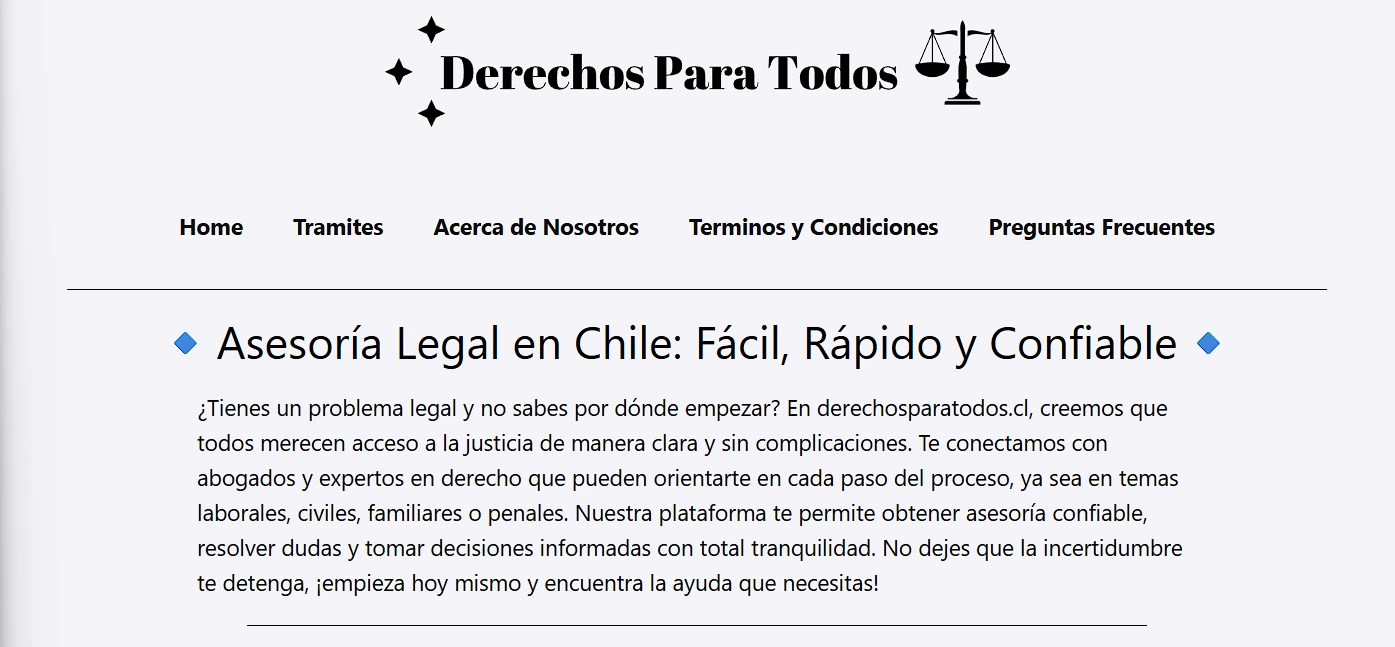 Derechos Para Todos
Home Tramites Acerca de Nosotros Terminos y Condiciones Preguntas Frecuentes
Asesoría Legal en Chile: Fácil, Rápido y Confiable
¿Tienes un problema legal y no sabes por dónde empezar? En derechosparatodos.cl, creemos que
todos merecen acceso a la justicia de manera clara y sin complicaciones. Te conectamos con
abogados y expertos en derecho que pueden orientarte en cada paso del proceso, ya sea en temas
laborales, civiles, familiares o penales. Nuestra plataforma te permite obtener asesoría confiable,
resolver dudas y tomar decisiones informadas con total tranquilidad. No dejes que la incertidumbre
te detenga, ¡empieza hoy mismo y encuentra la ayuda que necesitas!